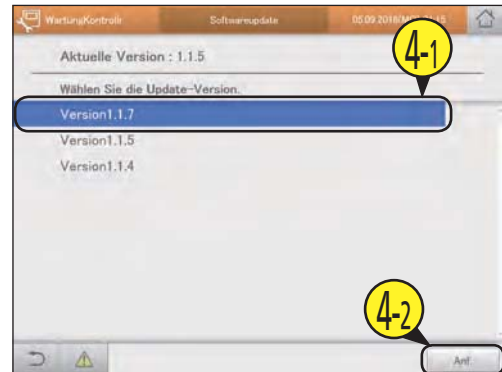 WartungKontrolle Softwareupdate
Aktuelle Version : 1.1.5
4-1
Wählen Sie die Update-Version.
Version1.1.7
Version1.1.5
Version1.1.4
4-2
Anf.